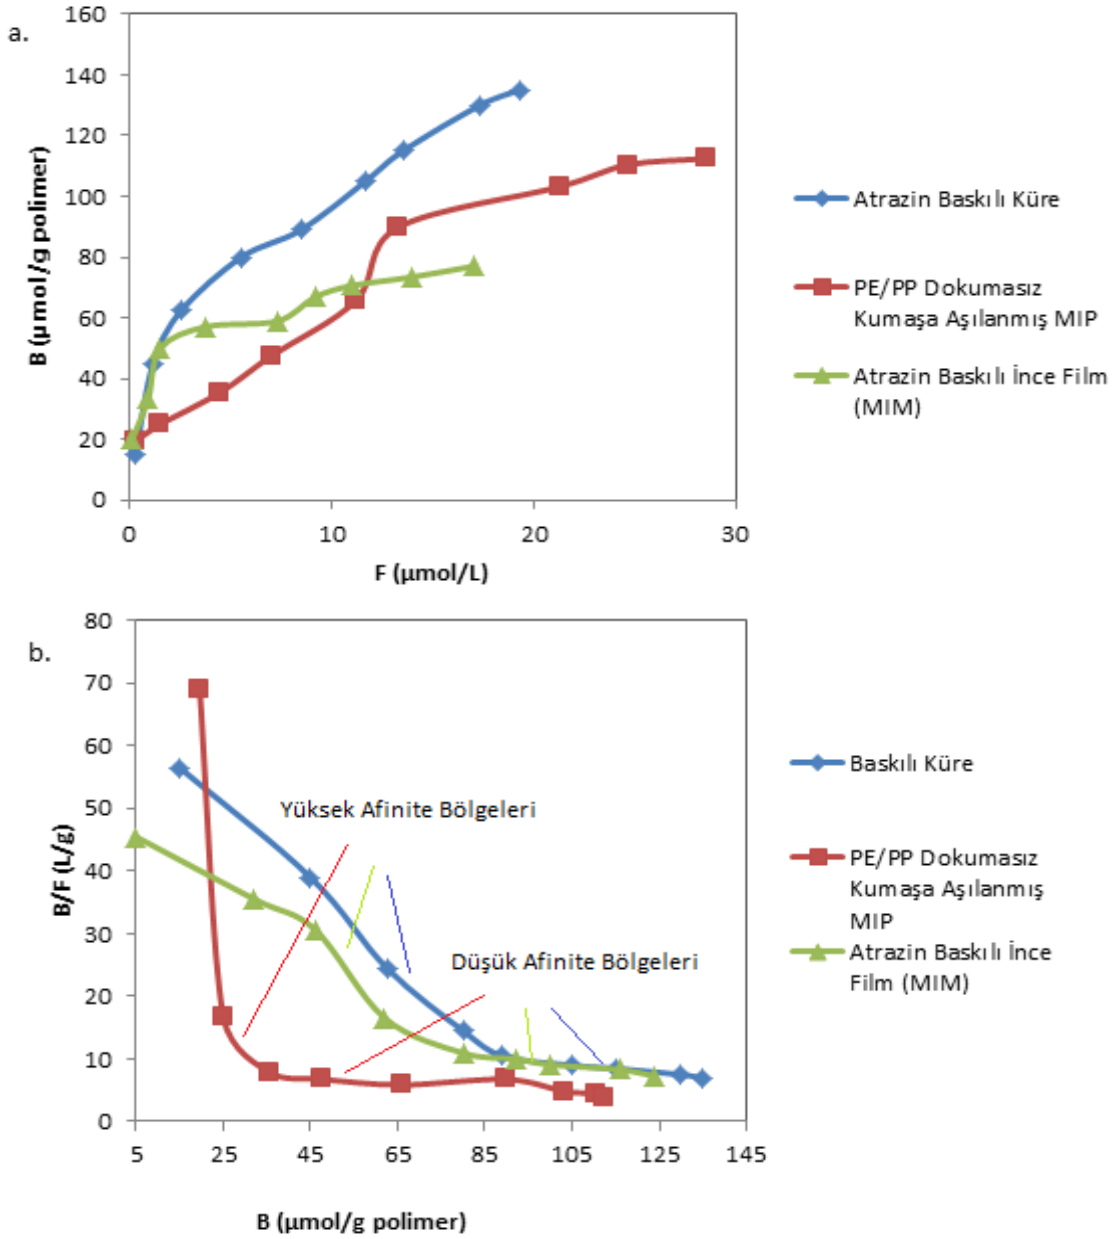 a.
160
140
120
100
80
60
40
20
0
B (µmol/g polimer)
0 10 20 30
F (µmol/L)
Atrazin Baskılı Küre
PE/PP Dokumasız
Kumaşa Aşılanmış MIP
Atrazin Baskılı İnce Film
(MIM)
b.
80
70
60
50
40
30
20
10
0
B/F (L/g)
Yüksek Afinite Bölgeleri
Düşük Afinite Bölgeleri
5 25 45 65 85 105 125 145
B (µmol/g polimer)
Baskılı Küre
PE/PP Dokumasız
Kumaşa Aşılanmış
MIP
Atrazin Baskılı İnce
Film (MIM)